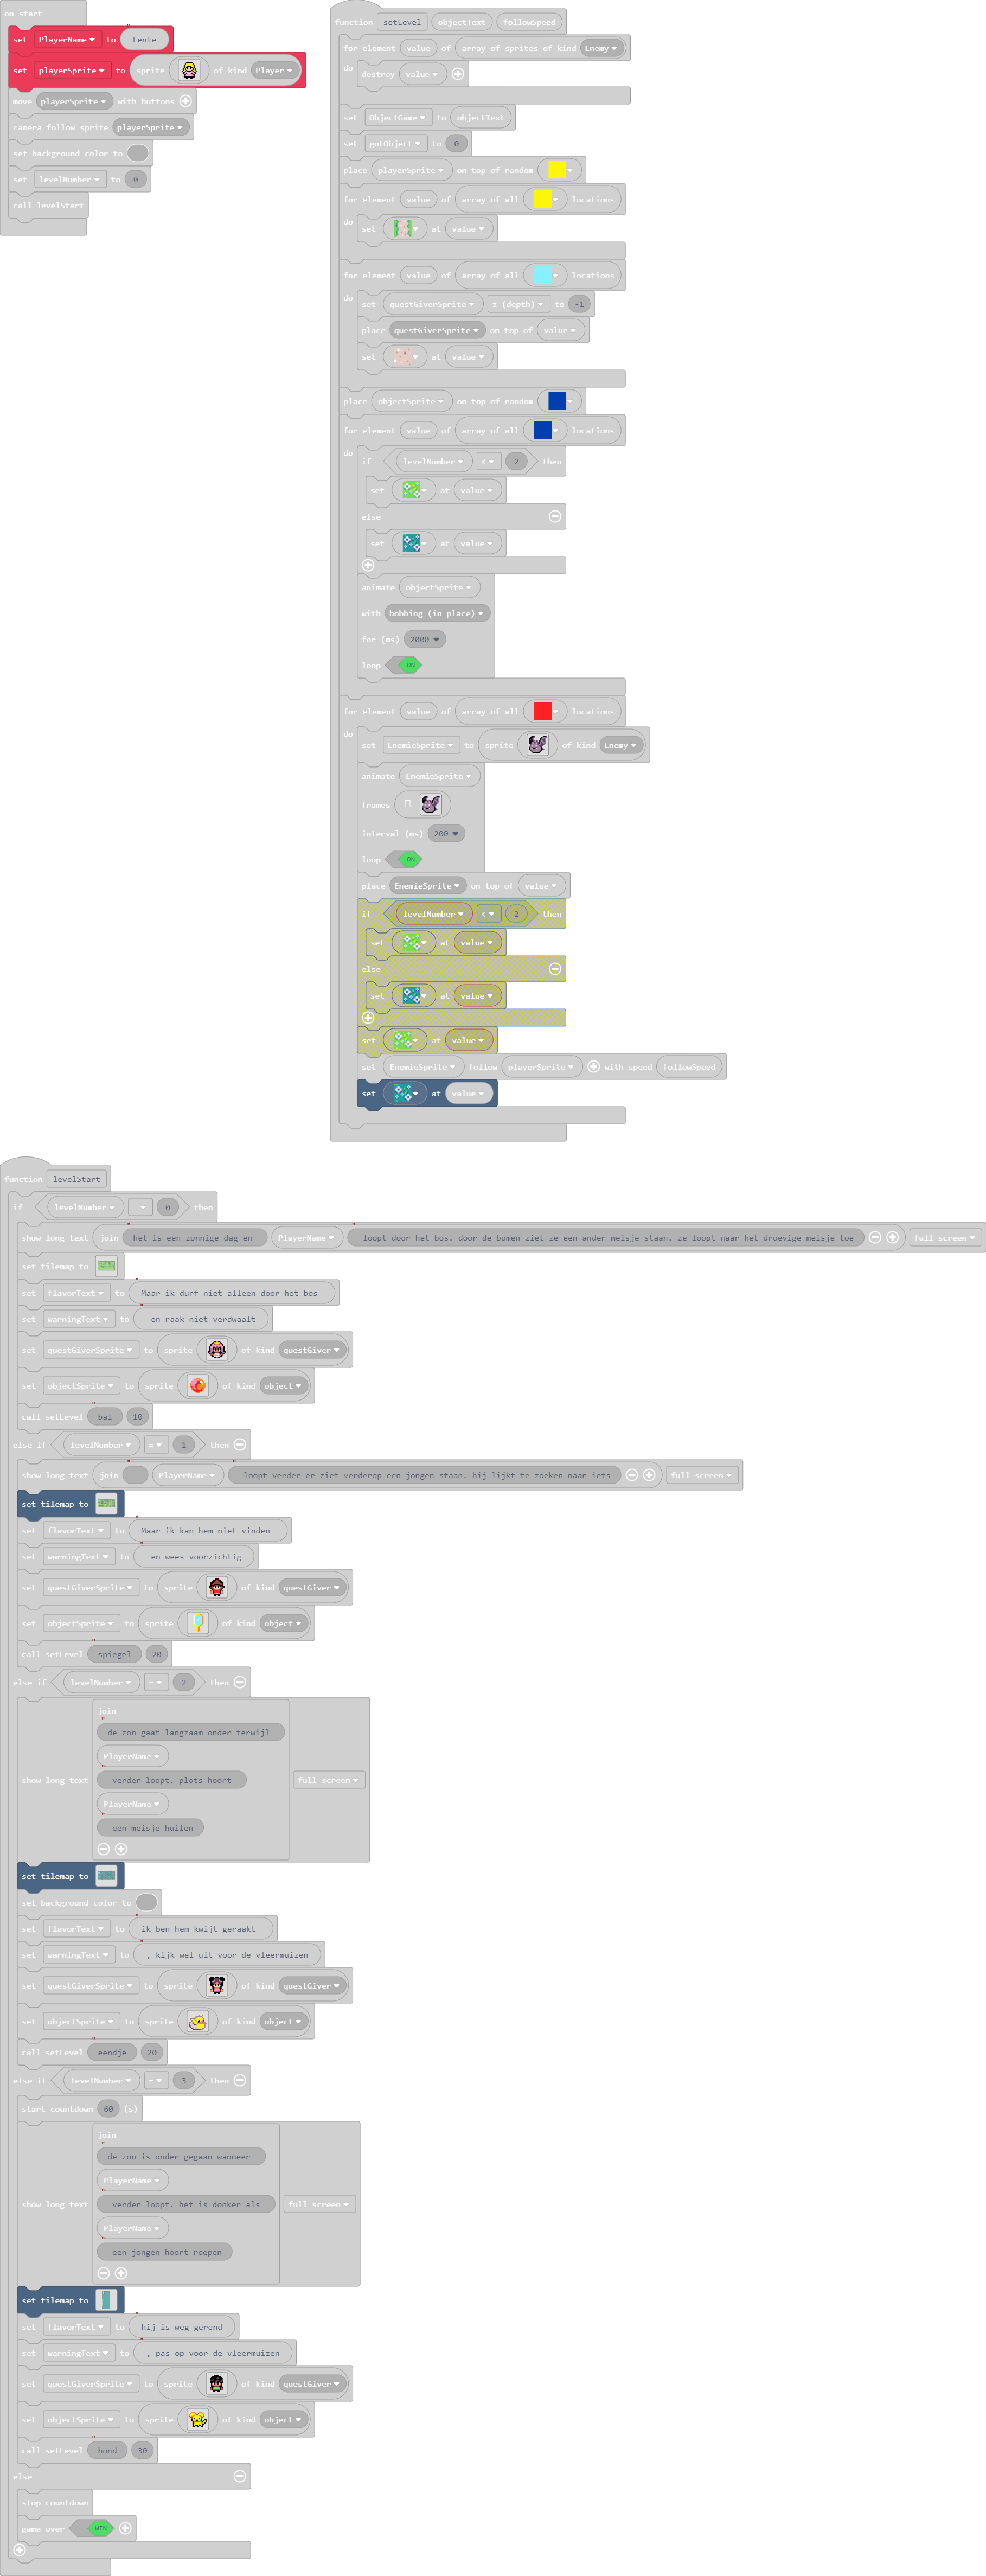 on start
set PlayerName to Lente
set playerSprite to sprite of kind Player
move playerSprite with buttons
camera follow sprite playerSprite
set background color to
set levelNumber to 0
call levelStart
function setLevel objectText followSpeed
for element value of array of sprites of kind Enemy
do destroy value
set ObjectGame to objectText
set gotObject to 0
place playerSprite on top of random
for element value of array of all locations
do set at value
for element value of array of all locations
do set questGiverSprite z (depth) to -1
place questGiverSprite on top of value
set at value
place objectSprite on top of random
for element value of array of all locations
do if levelNumber < 2 then
set at value
else
set at value
animate objectSprite
with bobbing (in place)
for (ms) 2000
loop ON
for element value of array of all locations
do set EnemieSprite to sprite of kind Enemy
animate EnemieSprite
frames
interval (ms) 200
loop ON
place EnemieSprite on top of value
if levelNumber < 2 then
set at value
else
set at value
set at value
set EnemieSprite follow playerSprite with speed followSpeed
set at value
function levelStart
if levelNumber = 0 then
show long text join het is een zonnige dag en PlayerName loopt door het bos. door de bomen ziet ze een ander meisje staan. ze loopt naar het droevige meisje toe full screen
set tilemap to
set flavorText to Maar ik durf niet alleen door het bos
set warningText to en raak niet verdwaalt
set questGiverSprite to sprite of kind questGiver
set objectSprite to sprite of kind object
call setLevel bal 10
else if levelNumber = 1 then
show long text join PlayerName loopt verder er ziet verderop een jongen staan. hij lijkt te zoeken naar iets full screen
set tilemap to
set flavorText to Maar ik kan hem niet vinden
set warningText to en wees voorzichtig
set questGiverSprite to sprite of kind questGiver
set objectSprite to sprite of kind object
call setLevel spiegel 20
else if levelNumber = 2 then
join
de zon gaat langzaam onder terwijl
PlayerName
show long text verder loopt. plots hoort full screen
PlayerName
een meisje huilen
set tilemap to
set background color to
set flavorText to ik ben hem kwijt geraakt
set warningText to , kijk wel uit voor de vleermuizen
set questGiverSprite to sprite of kind questGiver
set objectSprite to sprite of kind object
call setLevel eendje 20
else if levelNumber = 3 then
start countdown 60 (s)
join
de zon is onder gegaan wanneer
PlayerName
show long text verder loopt. het is donker als full screen
PlayerName
een jongen hoort roepen
set tilemap to
set flavorText to hij is weg gerend
set warningText to , pas op voor de vleermuizen
set questGiverSprite to sprite of kind questGiver
set objectSprite to sprite of kind object
call setLevel hond 30
else
stop countdown
game over WIN